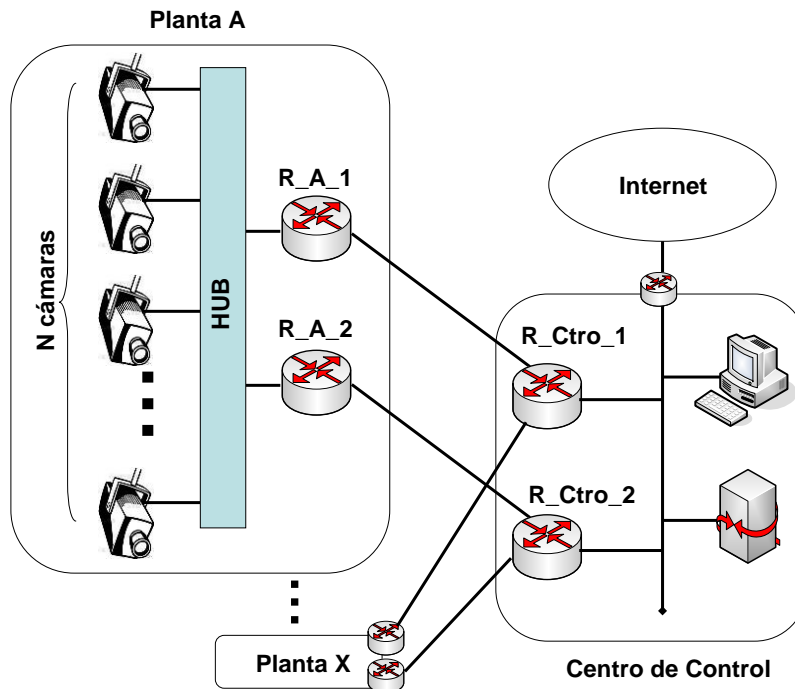 Planta A
N cámaras
HUB
R_A_1
R_A_2
Internet
R_Ctro_1
R_Ctro_2
Planta X
Centro de Control